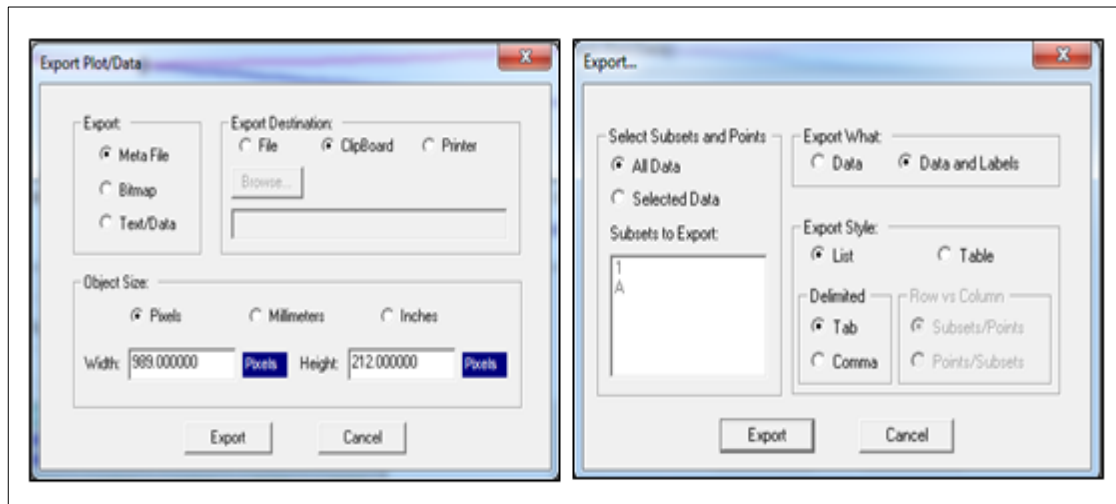 Export Plot/Data
Export:
Meta File
Bitmap
Text/Data
Export Destination:
File ClipBoard Printer
Browse...
Object Size:
Pixels Millimeters Inches
Width: 989.000000 Pixels Height: 212.000000 Pixels
Export Cancel
Export...
Select Subsets and Points
All Data
Selected Data
Subsets to Export:
1
A
Export What:
Data Data and Labels
Export Style:
List Table
Delimited
Tab
Comma
Row vs Column
Subsets/Points
Points/Subsets
Export Cancel